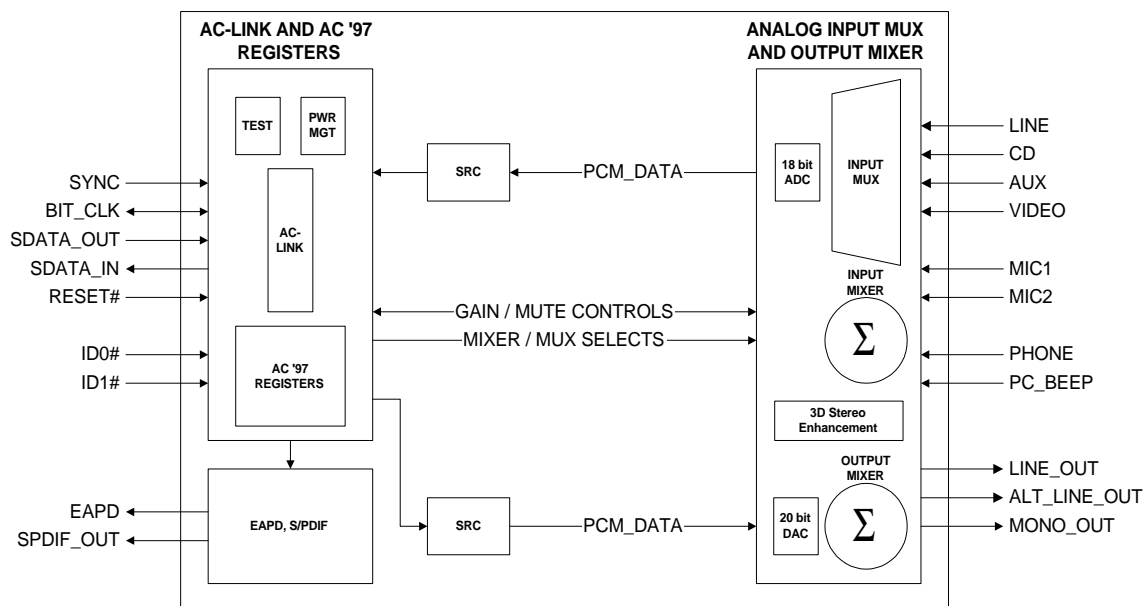 AC-LINK AND AC '97
REGISTERS
ANALOG INPUT MUX
AND OUTPUT MIXER
TEST
PWR
MGT
AC-
LINK
AC '97
REGISTERS
SYNC
BIT_CLK
SDATA_OUT
SDATA_IN
RESET#
ID0#
ID1#
EAPD
SPDIF_OUT
EAPD, S/PDIF
SRC
PCM_DATA
GAIN / MUTE CONTROLS
MIXER / MUX SELECTS
SRC
PCM_DATA
18 bit
ADC
INPUT
MUX
INPUT
MIXER
Σ
3D Stereo
Enhancement
OUTPUT
MIXER
20 bit
DAC
Σ
LINE
CD
AUX
VIDEO
MIC1
MIC2
PHONE
PC_BEEP
LINE_OUT
ALT_LINE_OUT
MONO_OUT